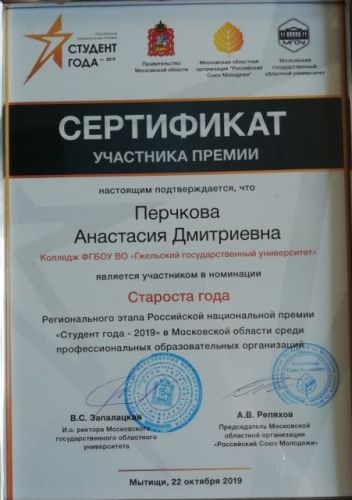 РОССИЙСКАЯ
НАЦИОНАЛЬНАЯ ПРЕМИЯ
СТУДЕНТ
ГОДА – 2019
Правительство
Московской области
Московская областная
организация "Российский
Союз Молодежи"
МГОУ
Московский
государственный
областной университет
СЕРТИФИКАТ
УЧАСТНИКА ПРЕМИИ
настоящим подтверждается, что
Перчкова
Анастасия Дмитриевна
Колледж ФГБОУ ВО «Гжельский государственный университет»
является участником в номинации
Староста года
Регионального этапа Российской национальной премии
«Студент года - 2019» в Московской области среди
профессиональных образовательных организаций
В.С. Запалацкая
И.о. ректора Московского
государственного областного
университета
А.В. Репяхов
Председатель Московской
областной организации
«Российский Союз Молодежи»
Мытищи, 22 октября 2019